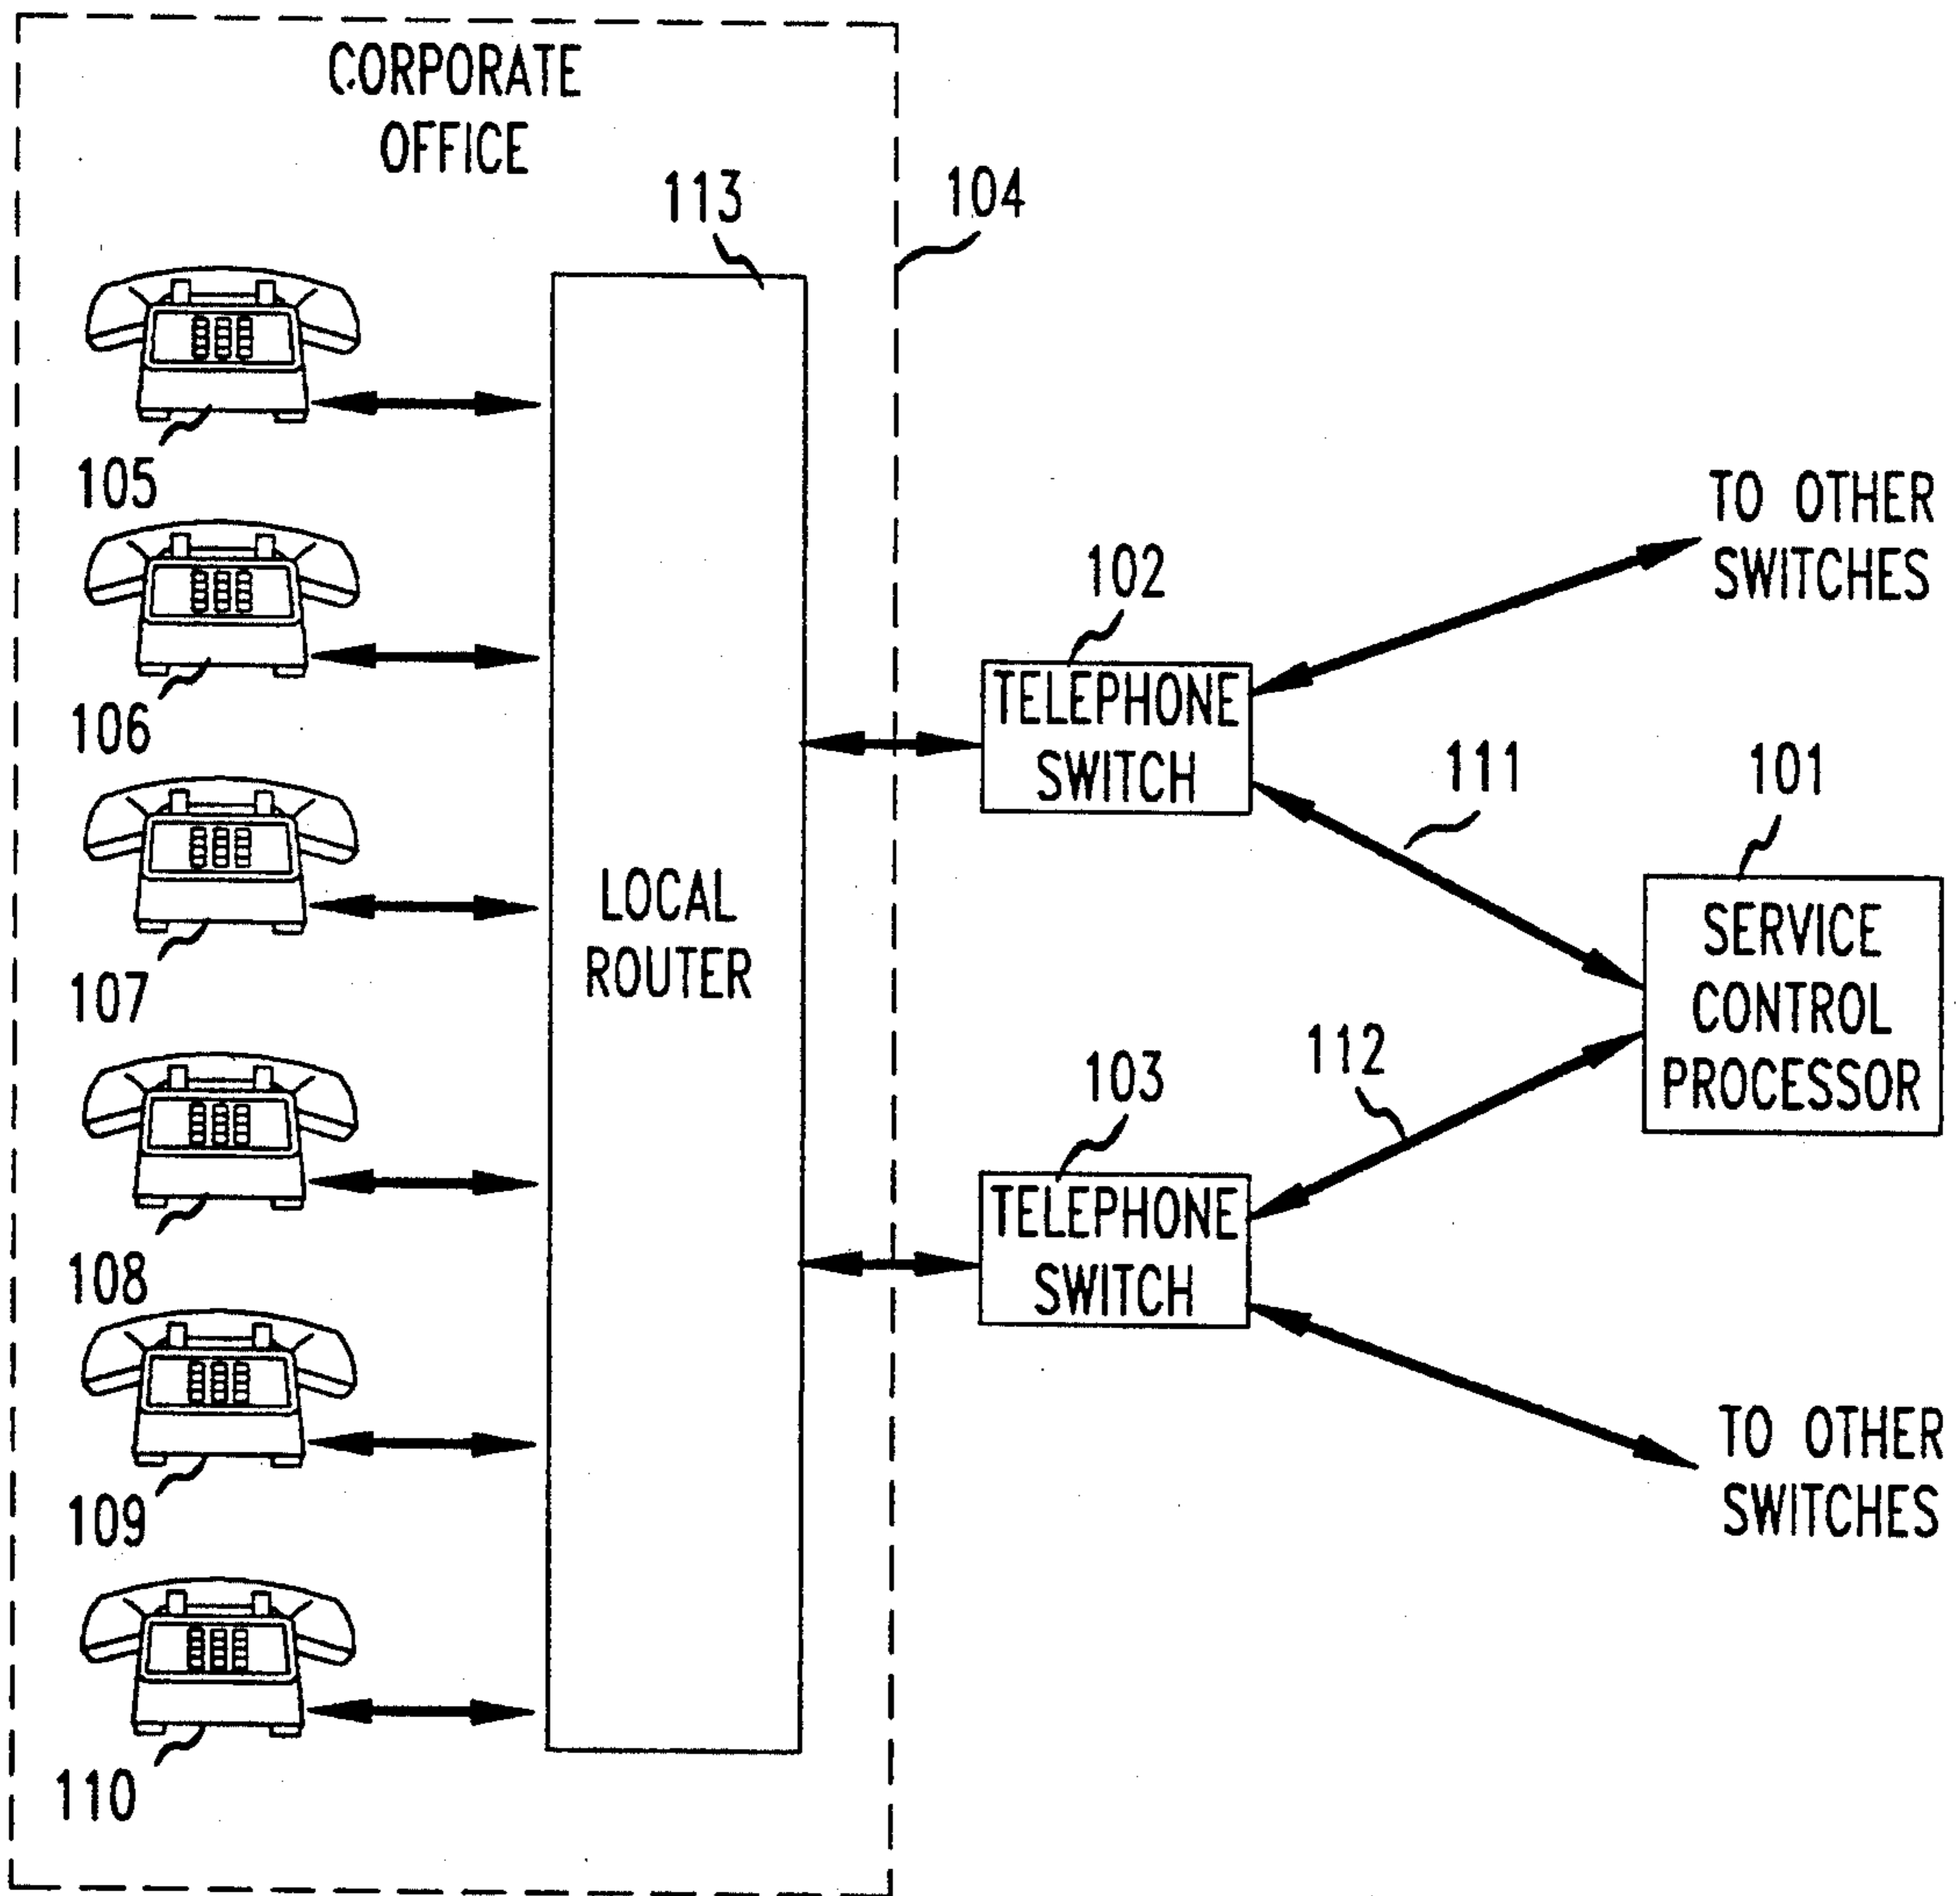 CORPORATE
OFFICE
113
104
105
106
107
108
109
110
LOCAL
ROUTER
102
TELEPHONE
SWITCH
TO OTHER
SWITCHES
111
101
SERVICE
CONTROL
PROCESSOR
112
103
TELEPHONE
SWITCH
TO OTHER
SWITCHES